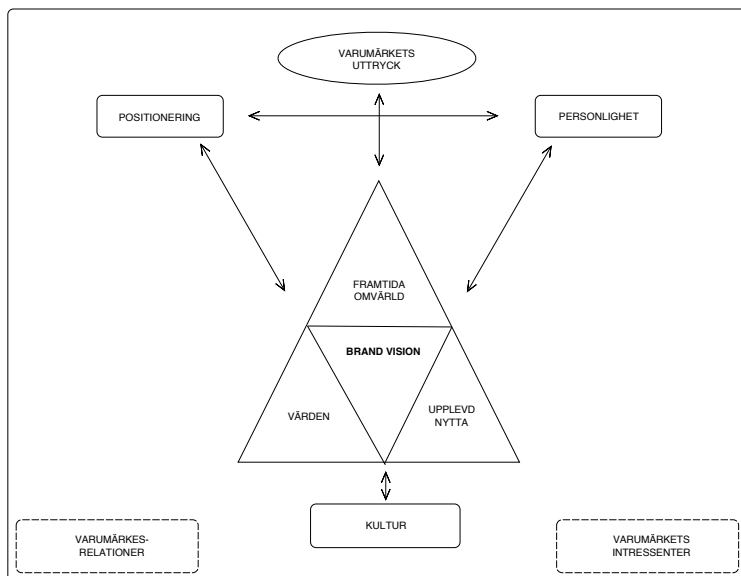 VARUMÄRKETS
UTTRYCK
POSITIONERING
PERSONLIGHET
FRAMTIDA
OMVÄRLD
BRAND VISION
VÄRDEN
UPPLEVD
NYTTA
KULTUR
VARUMÄRKES-
RELATIONER
VARUMÄRKETS
INTRESSENTER